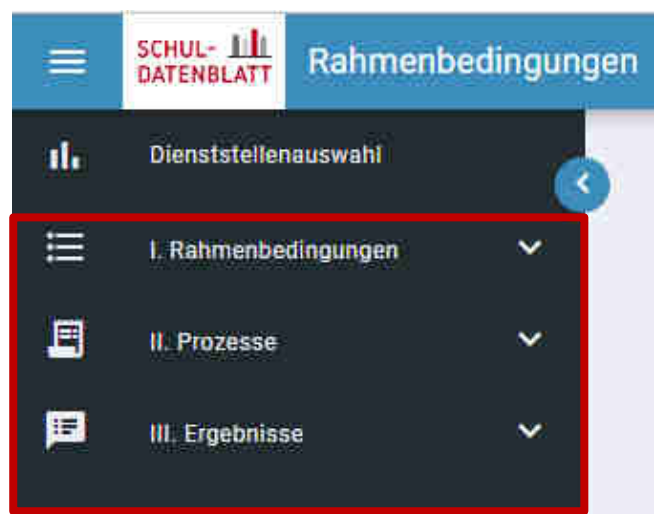 SCHUL-
DATENBLATT
Rahmenbedingungen
Dienststellenauswahl
I. Rahmenbedingungen
II. Prozesse
III. Ergebnisse